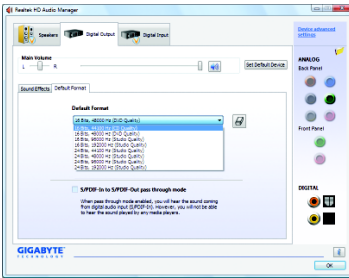 Realtek HD Audio Manager
Speakers
Digital Output
Digital Input
Device advanced settings
Main Volume
L
R
Set Default Device
ANALOG
Back Panel
Sound Effects
Default Format
Default Format
16 Bits, 48000 Hz (DVD Quality)
16 Bits, 44100 Hz (CD Quality)
16 Bits, 48000 Hz (DVD Quality)
16 Bits, 96000 Hz (Studio Quality)
16 Bits, 192000 Hz (Studio Quality)
24 Bits, 44100 Hz (Studio Quality)
24 Bits, 48000 Hz (Studio Quality)
24 Bits, 96000 Hz (Studio Quality)
24 Bits, 192000 Hz (Studio Quality)
Front Panel
S/PDIF-In to S/PDIF-Out pass through mode
When pass through mode enabled, you will hear the sound coming
from digital audio input (S/PDIF-In). However, you will not be able
to hear the sound played by any media players.
DIGITAL
GIGABYTE
TECHNOLOGY
OK